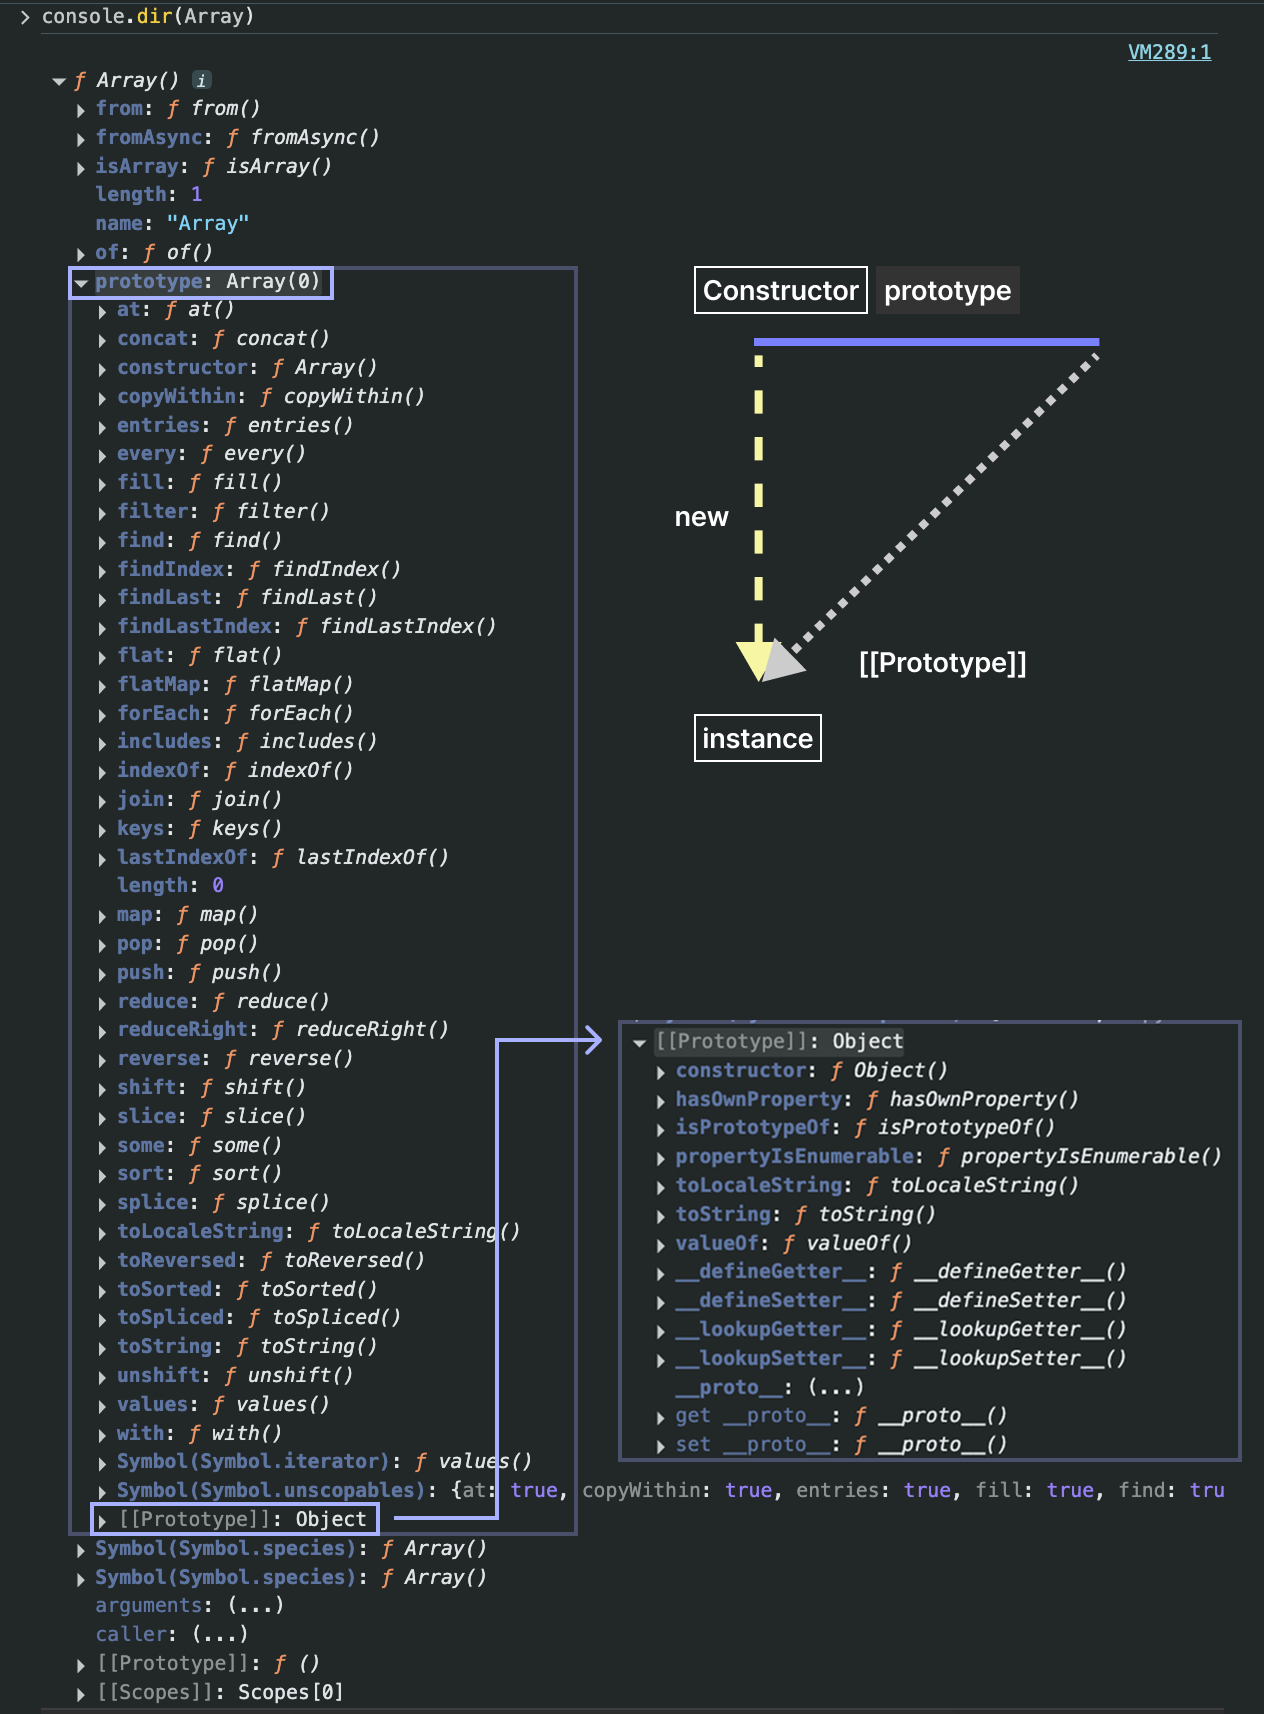 > console.dir(Array)
VM289:1
▼ ƒ Array() i
▶ from: ƒ from()
▶ fromAsync: ƒ fromAsync()
▶ isArray: ƒ isArray()
length: 1
name: "Array"
▶ of: ƒ of()
▼ prototype: Array(0)
▶ at: ƒ at()
▶ concat: ƒ concat()
▶ constructor: ƒ Array()
▶ copyWithin: ƒ copyWithin()
▶ entries: ƒ entries()
▶ every: ƒ every()
▶ fill: ƒ fill()
▶ filter: ƒ filter()
▶ find: ƒ find()
▶ findIndex: ƒ findIndex()
▶ findLast: ƒ findLast()
▶ findLastIndex: ƒ findLastIndex()
▶ flat: ƒ flat()
▶ flatMap: ƒ flatMap()
▶ forEach: ƒ forEach()
▶ includes: ƒ includes()
▶ indexOf: ƒ indexOf()
▶ join: ƒ join()
▶ keys: ƒ keys()
▶ lastIndexOf: ƒ lastIndexOf()
length: 0
▶ map: ƒ map()
▶ pop: ƒ pop()
▶ push: ƒ push()
▶ reduce: ƒ reduce()
▶ reduceRight: ƒ reduceRight()
▶ reverse: ƒ reverse()
▶ shift: ƒ shift()
▶ slice: ƒ slice()
▶ some: ƒ some()
▶ sort: ƒ sort()
▶ splice: ƒ splice()
▶ toLocaleString: ƒ toLocaleString()
▶ toReversed: ƒ toReversed()
▶ toSorted: ƒ toSorted()
▶ toSpliced: ƒ toSpliced()
▶ toString: ƒ toString()
▶ unshift: ƒ unshift()
▶ values: ƒ values()
▶ with: ƒ with()
▶ Symbol(Symbol.iterator): ƒ values()
▶ Symbol(Symbol.unscopables): {at: true, copyWithin: true, entries: true, fill: true, find: tru
▶ [[Prototype]]: Object
▶ Symbol(Symbol.species): ƒ Array()
▶ Symbol(Symbol.species): ƒ Array()
arguments: (...)
caller: (...)
▶ [[Prototype]]: ƒ ()
▶ [[Scopes]]: Scopes[0]
Constructor prototype
new
[[Prototype]]
instance
▼ [[Prototype]]: Object
▶ constructor: ƒ Object()
▶ hasOwnProperty: ƒ hasOwnProperty()
▶ isPrototypeOf: ƒ isPrototypeOf()
▶ propertyIsEnumerable: ƒ propertyIsEnumerable()
▶ toLocaleString: ƒ toLocaleString()
▶ toString: ƒ toString()
▶ valueOf: ƒ valueOf()
▶ __defineGetter__: ƒ __defineGetter__()
▶ __defineSetter__: ƒ __defineSetter__()
▶ __lookupGetter__: ƒ __lookupGetter__()
▶ __lookupSetter__: ƒ __lookupSetter__()
__proto__: (...)
▶ get __proto__: ƒ __proto__()
▶ set __proto__: ƒ __proto__()